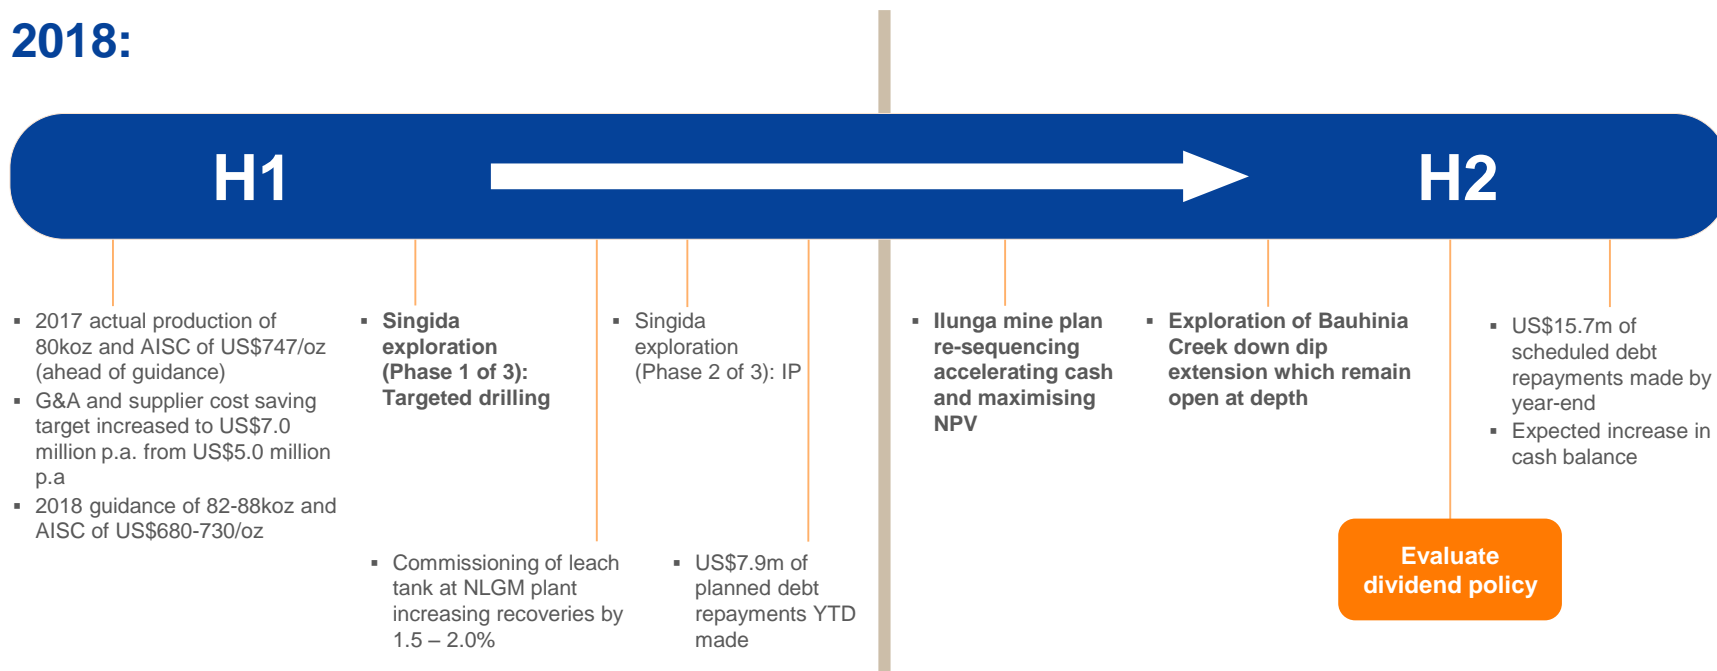 2018:
H1
H2
▪ 2017 actual production of
80koz and AISC of US$747/oz
(ahead of guidance)
▪ G&A and supplier cost saving
target increased to US$7.0
million p.a. from US$5.0 million
p.a
▪ 2018 guidance of 82-88koz and
AISC of US$680-730/oz
▪ Singida
exploration
(Phase 1 of 3):
Targeted drilling
▪ Commissioning of leach
tank at NLGM plant
increasing recoveries by
1.5 – 2.0%
▪ Singida
exploration
(Phase 2 of 3): IP
▪ US$7.9m of
planned debt
repayments YTD
made
▪ Ilunga mine plan
re-sequencing
accelerating cash
and maximising
NPV
▪ Exploration of Bauhinia
Creek down dip
extension which remain
open at depth
Evaluate
dividend policy
▪ US$15.7m of
scheduled debt
repayments made by
year-end
▪ Expected increase in
cash balance